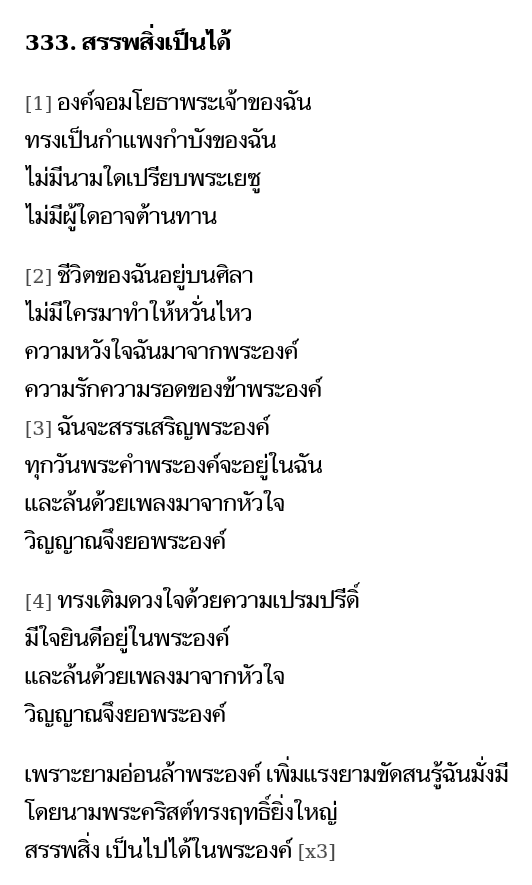 333. สรรพสิ่งเป็นได้
[1] องค์จอมโยธาพระเจ้าของฉัน
ทรงเป็นกำแพงกำบังของฉัน
ไม่มีนามใดเปรียบพระเยซู
ไม่มีผู้ใดอาจต้านทาน
[2] ชีวิตของฉันอยู่บนศิลา
ไม่มีใครมาทำให้หวั่นไหว
ความหวังใจฉันมาจากพระองค์
ความรักความรอดของข้าพระองค์
[3] ฉันจะสรรเสริญพระองค์
ทุกวันพระคำพระองค์จะอยู่ในฉัน
และล้นด้วยเพลงมาจากหัวใจ
วิญญาณจึงยอพระองค์
[4] ทรงเติมดวงใจด้วยความเปรมปรีดิ์
มีใจยินดีอยู่ในพระองค์
และล้นด้วยเพลงมาจากหัวใจ
วิญญาณจึงยอพระองค์
เพราะยามอ่อนล้าพระองค์ เพิ่มแรงยามขัดสนรู้ฉันมั่งมี
โดยนามพระคริสต์ทรงฤทธิ์ยิ่งใหญ่
สรรพสิ่ง เป็นไปได้ในพระองค์ [x3]